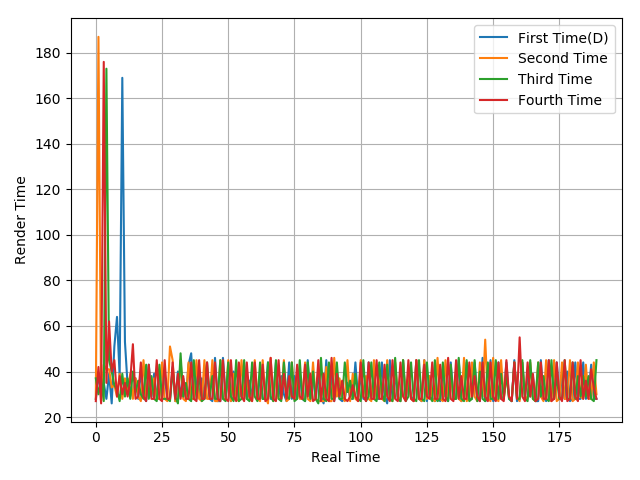 First Time(D)
Second Time
Third Time
Fourth Time
180
160
140
120
100
80
60
40
20
Render Time
0
25
50
75
100
125
150
175
Real Time